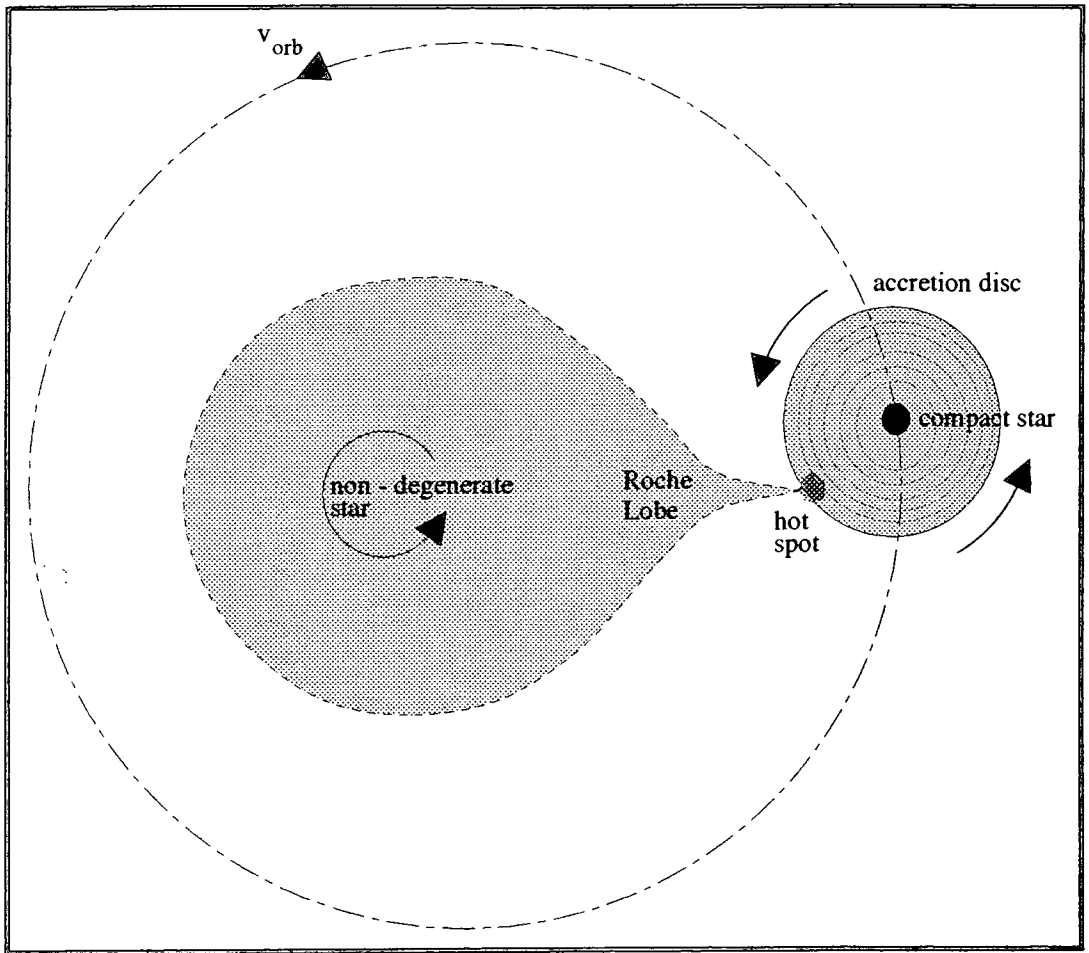 v orb
accretion disc
compact star
non - degenerate
star
Roche
Lobe
hot
spot